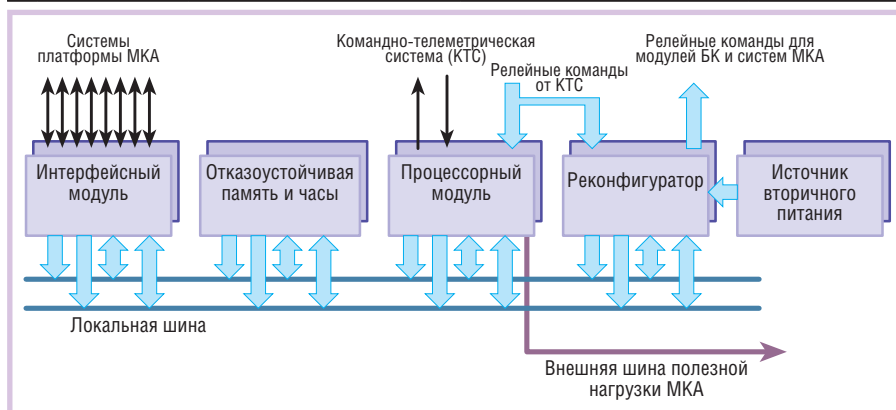 Системы
платформы МКА
Командно-телеметрическая
система (КТС)
Релейные команды
от КТС
Релейные команды для
модулей БК и систем МКА
Интерфейсный
модуль
Отказоустойчивая
память и часы
Процессорный
модуль
Реконфигуратор
Источник
вторичного
питания
Локальная шина
Внешняя шина полезной
нагрузки МКА